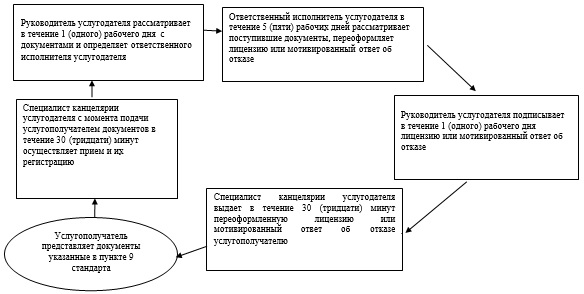 Руководитель услугодателя рассматривает
в течение 1 (одного) рабочего дня с
документами и определяет ответственного
исполнителя услугодателя
Ответственный исполнитель услугодателя в
течение 5 (пяти) рабочих дней рассматривает
поступившие документы, переоформляет
лицензию или мотивированный ответ об
отказе
Руководитель услугодателя подписывает
в течение 1 (одного) рабочего дня
лицензию или мотивированный ответ об
отказе
Специалист канцелярии услугодателя
выдает в течение 30 (тридцати) минут
переоформленную лицензию или
мотивированный ответ об отказе
услугополучателю
Услугополучатель
представляет документы
указанные в пункте 9
стандарта
Специалист канцелярии
услугодателя с момента подачи
услугополучателем документов в
течение 30 (тридцати) минут
осуществляет прием и их
регистрацию